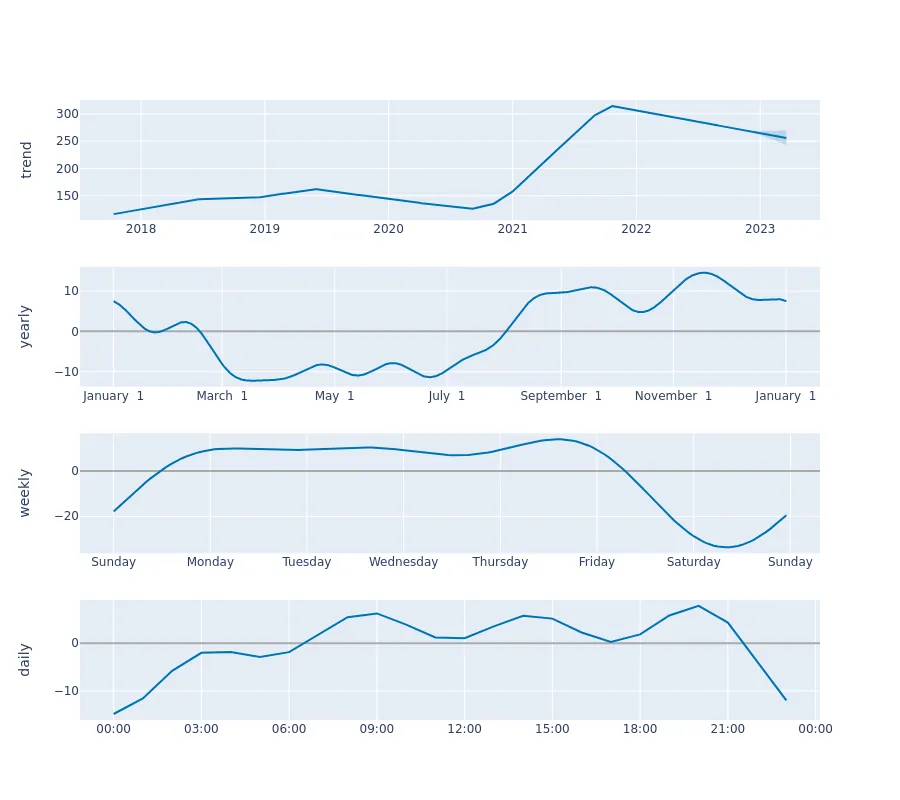 trend
300
250
200
150
2018 2019 2020 2021 2022 2023
yearly
10
0
−10
January 1 March 1 May 1 July 1 September 1 November 1 January 1
weekly
0
−20
Sunday Monday Tuesday Wednesday Thursday Friday Saturday Sunday
daily
0
−10
00:00 03:00 06:00 09:00 12:00 15:00 18:00 21:00 00:00